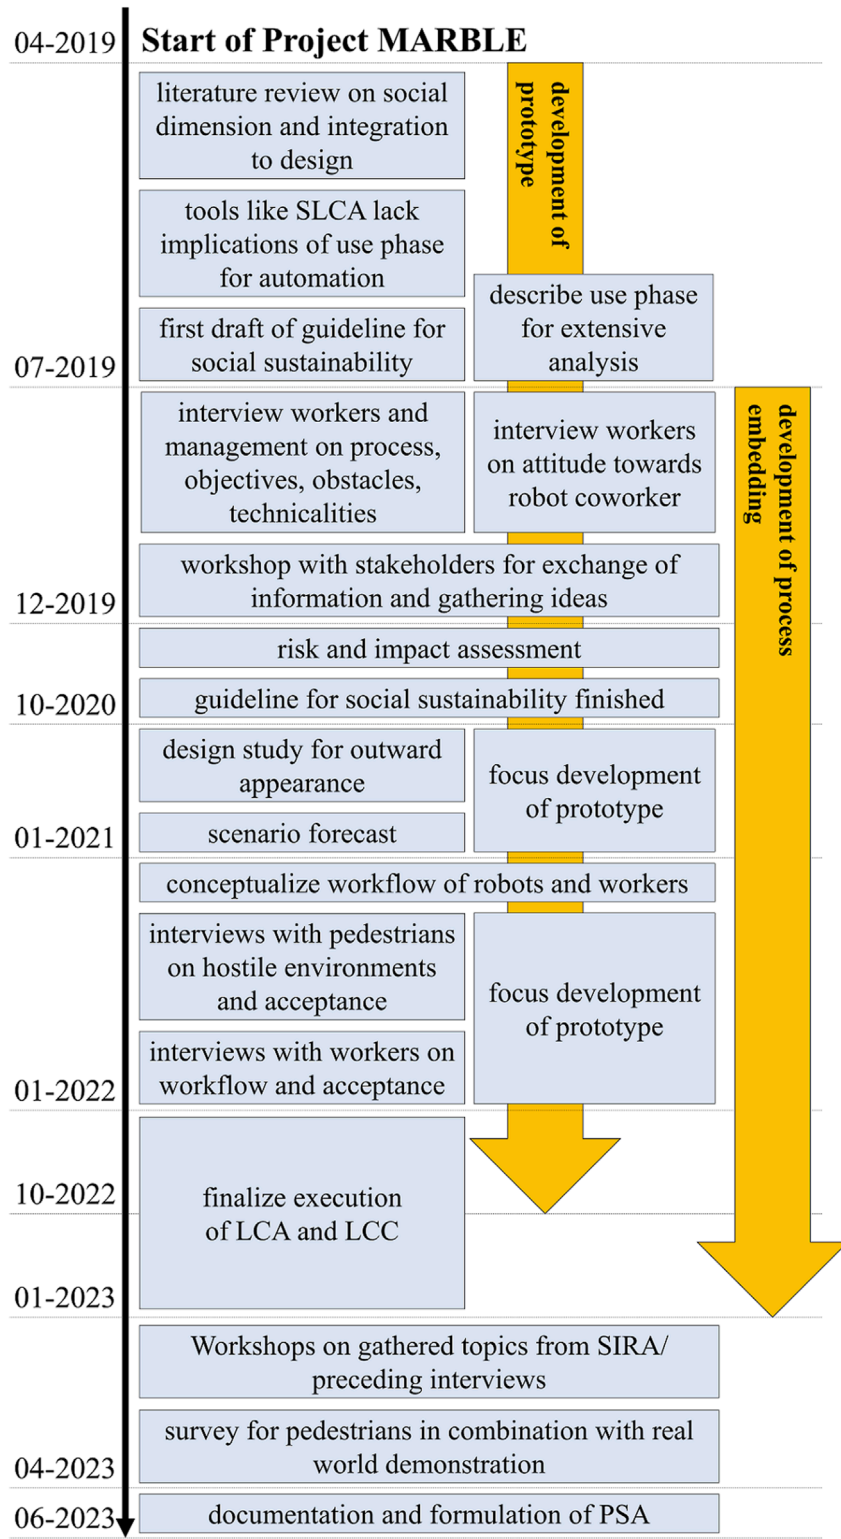 04-2019
Start of Project MARBLE
literature review on social
dimension and integration
to design
development of
prototype
tools like SLCA lack
implications of use phase
for automation
describe use phase
for extensive
analysis
first draft of guideline for
social sustainability
07-2019
interview workers and
management on process,
objectives, obstacles,
technicalities
interview workers
on attitude towards
robot coworker
development of process
embedding
workshop with stakeholders for exchange of
information and gathering ideas
12-2019
risk and impact assessment
guideline for social sustainability finished
10-2020
design study for outward
appearance
focus development
of prototype
scenario forecast
01-2021
conceptualize workflow of robots and workers
interviews with pedestrians
on hostile environments
and acceptance
focus development
of prototype
interviews with workers on
workflow and acceptance
01-2022
finalize execution
of LCA and LCC
10-2022
01-2023
Workshops on gathered topics from SIRA/
preceding interviews
survey for pedestrians in combination with real
world demonstration
04-2023
documentation and formulation of PSA
06-2023